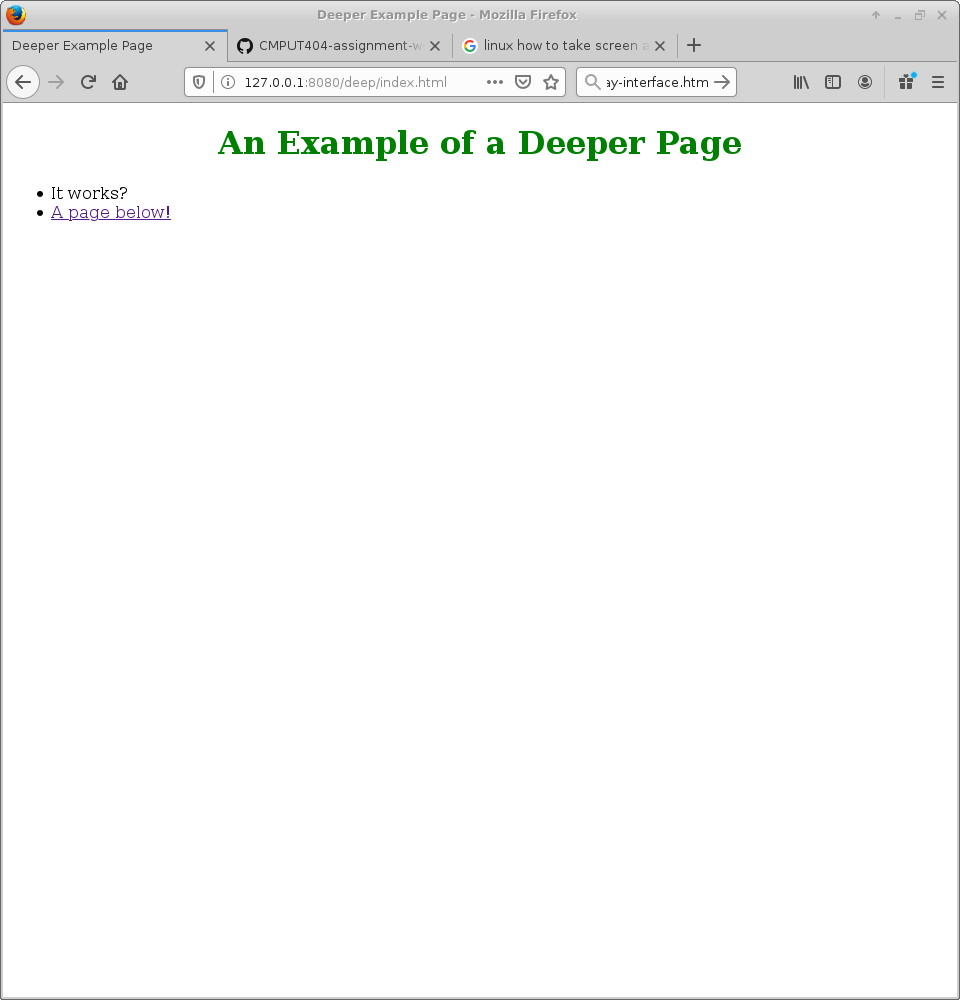 Deeper Example Page - Mozilla Firefox
Deeper Example Page
CMPUT404-assignment-w
linux how to take screen a
127.0.0.1:8080/deep/index.html
ay-interface.htm
An Example of a Deeper Page
It works?
A page below!